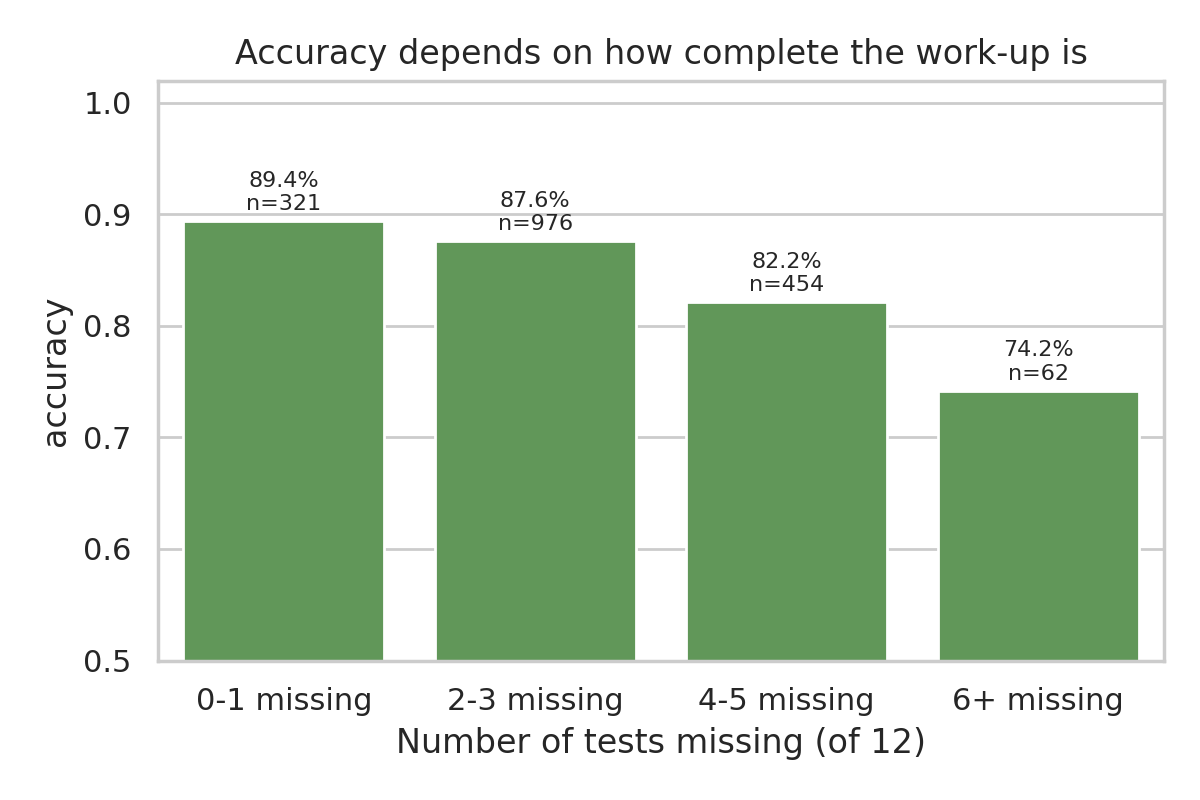 Accuracy depends on how complete the work-up is
1.0
0.9
0.8
0.7
0.6
0.5
accuracy
89.4%
n=321
87.6%
n=976
82.2%
n=454
74.2%
n=62
0-1 missing
2-3 missing
4-5 missing
6+ missing
Number of tests missing (of 12)